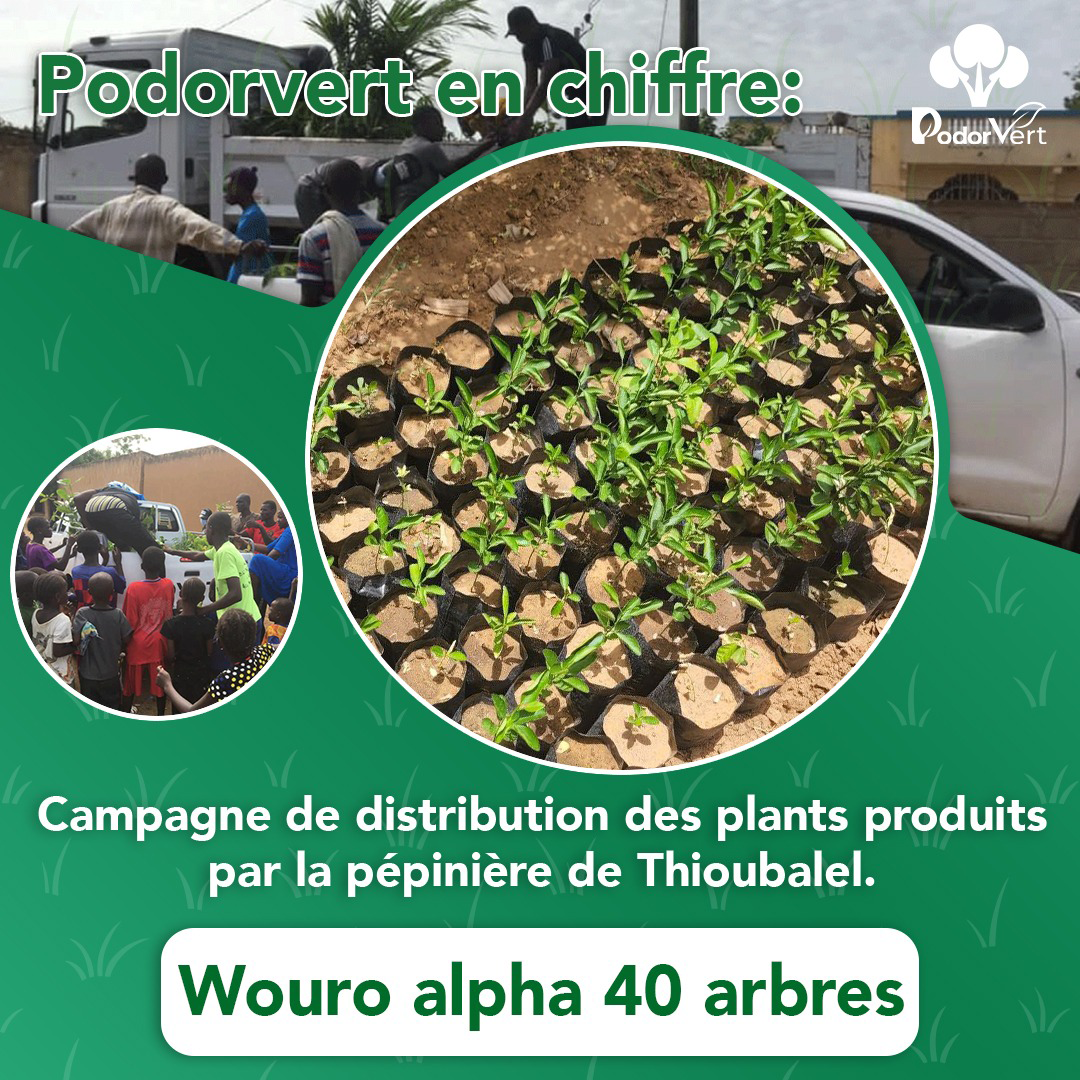 Podorvert en chiffre:
PodorVert
Campagne de distribution des plants produits
par la pépinière de Thioubalel.
Wouro alpha 40 arbres